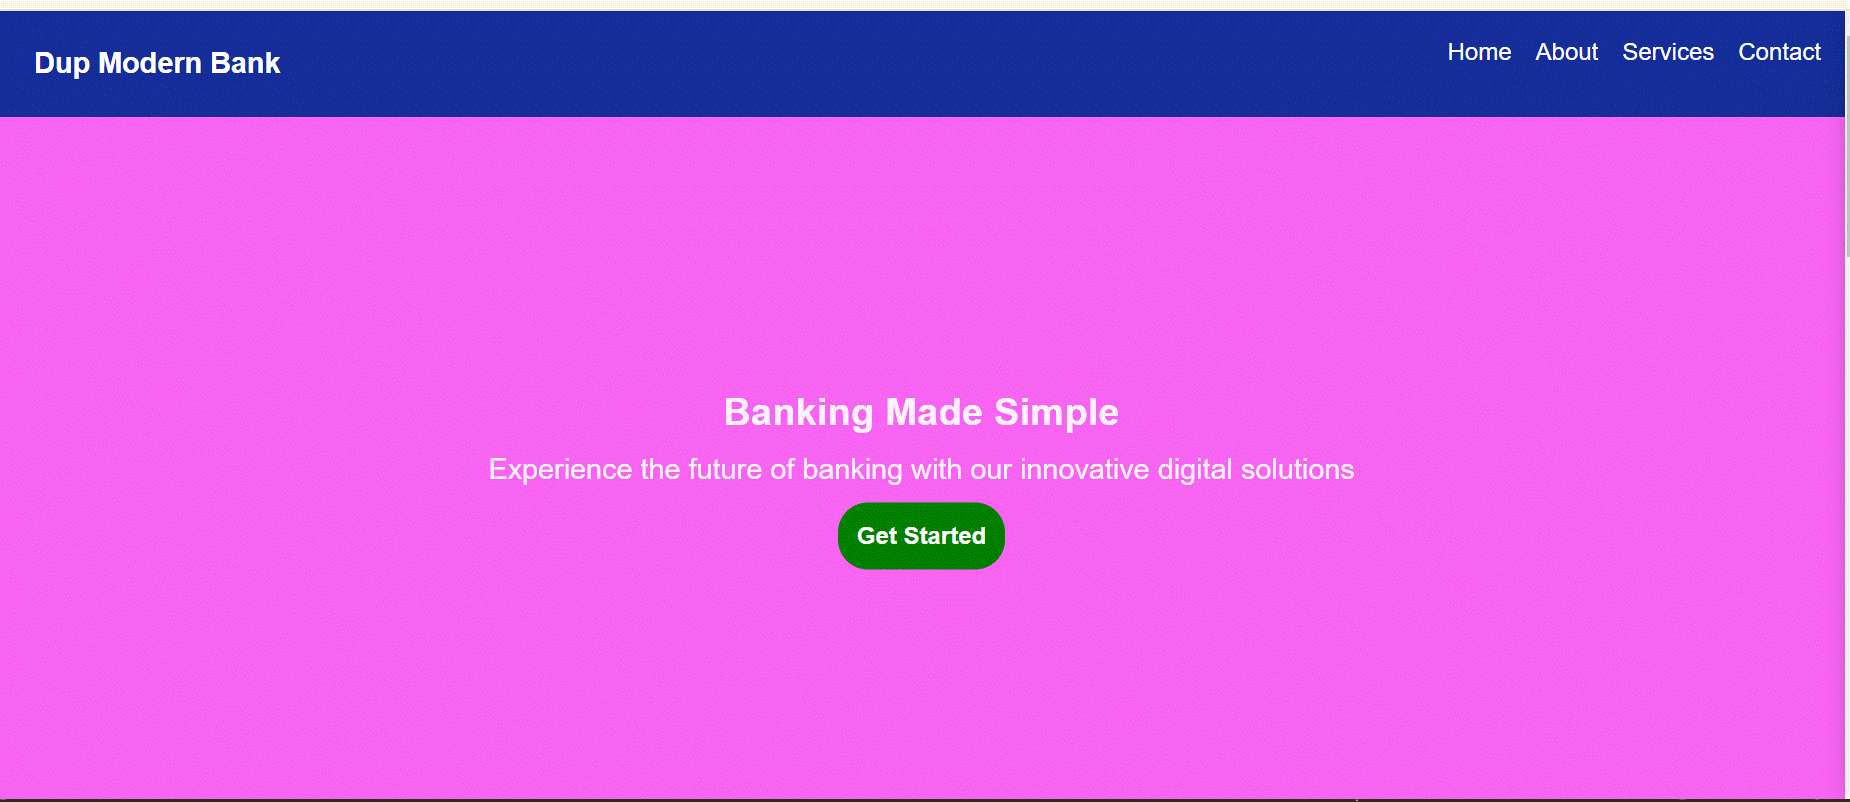 Dup Modern Bank
Home About Services Contact
Banking Made Simple
Experience the future of banking with our innovative digital solutions
Get Started